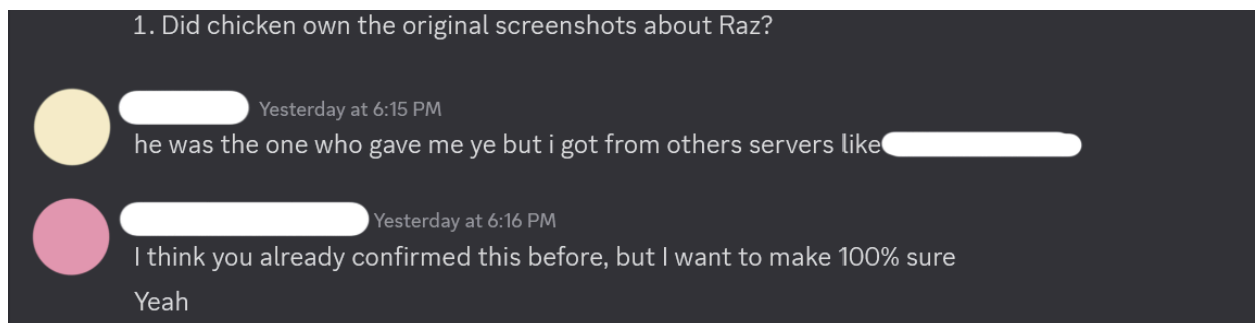 1. Did chicken own the original screenshots about Raz?
Yesterday at 6:15 PM
he was the one who gave me ye but i got from others servers like
Yesterday at 6:16 PM
I think you already confirmed this before, but I want to make 100% sure
Yeah